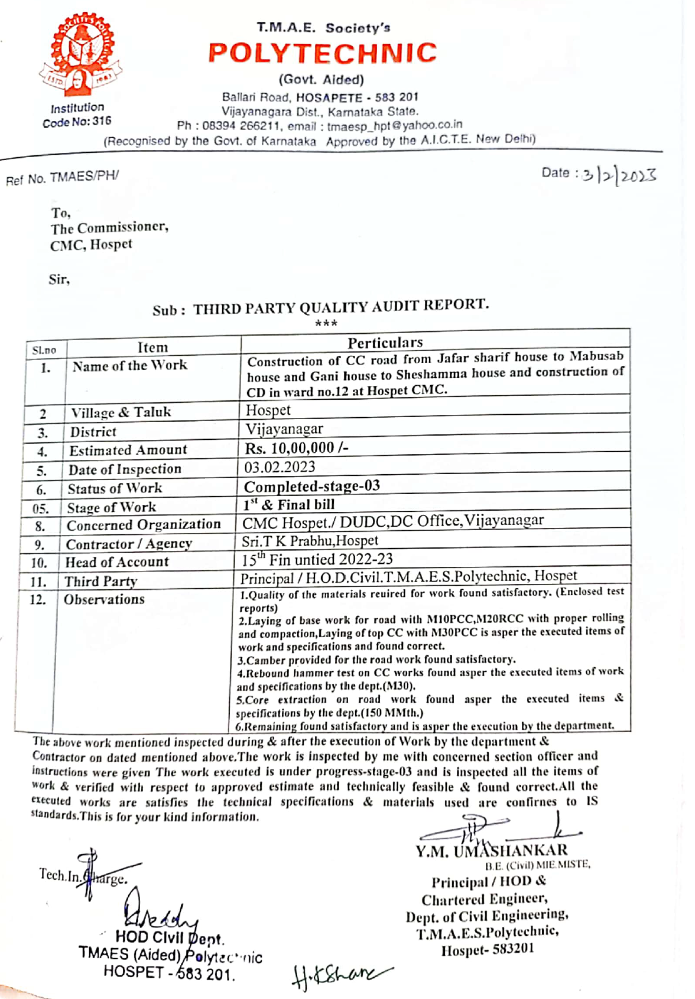 T.M.A.E. Society's
POLYTECHNIC
(Govt. Aided)
Ballari Road, HOSAPETE - 583 201
Vijayanagara Dist., Karnataka State.
Ph : 08394 266211, email : tmaesp_hpt@yahoo.co.in
(Recognised by the Govt. of Karnataka Approved by the A.I.C.T.E. New Delhi)
ESTD 1983
Institution
Code No: 316
Ref No. TMAES/PH/
Date : 3/2/2023
To,
The Commissioner,
CMC, Hospet
Sir,
Sub : THIRD PARTY QUALITY AUDIT REPORT.
***
Sl.no Item Perticulars
1. Name of the Work Construction of CC road from Jafar sharif house to Mabusab
house and Gani house to Sheshamma house and construction of
CD in ward no.12 at Hospet CMC.
2 Village & Taluk Hospet
3. District Vijayanagar
4. Estimated Amount Rs. 10,00,000 /-
5. Date of Inspection 03.02.2023
6. Status of Work Completed-stage-03
05. Stage of Work 1st & Final bill
8. Concerned Organization CMC Hospet./ DUDC,DC Office,Vijayanagar
9. Contractor / Agency Sri.T K Prabhu,Hospet
10. Head of Account 15th Fin untied 2022-23
11. Third Party Principal / H.O.D.Civil.T.M.A.E.S.Polytechnic, Hospet
12. Observations 1.Quality of the materials reuired for work found satisfactory. (Enclosed test
reports)
2.Laying of base work for road with M10PCC,M20RCC with proper rolling
and compaction,Laying of top CC with M30PCC is asper the executed items of
work and specifications and found correct.
3.Camber provided for the road work found satisfactory.
4.Rebound hammer test on CC works found asper the executed items of work
and specifications by the dept.(M30).
5.Core extraction on road work found asper the executed items &
specifications by the dept.(150 MMth.)
6.Remaining found satisfactory and is asper the execution by the department.
The above work mentioned inspected during & after the execution of Work by the department &
Contractor on dated mentioned above.The work is inspected by me with concerned section officer and
instructions were given The work executed is under progress-stage-03 and is inspected all the items of
work & verified with respect to approved estimate and technically feasible & found correct.All the
executed works are satisfies the technical specifications & materials used are confirnes to IS
standards.This is for your kind information.
Y.M. UMASHANKAR
B.E. (Civil) MIE.MISTE,
Principal / HOD &
Chartered Engineer,
Dept. of Civil Engineering,
T.M.A.E.S.Polytechnic,
Hospet- 583201
Tech.In.Charge.
HOD Civil Dept.
TMAES (Aided) Polytechnic
HOSPET - 583 201.